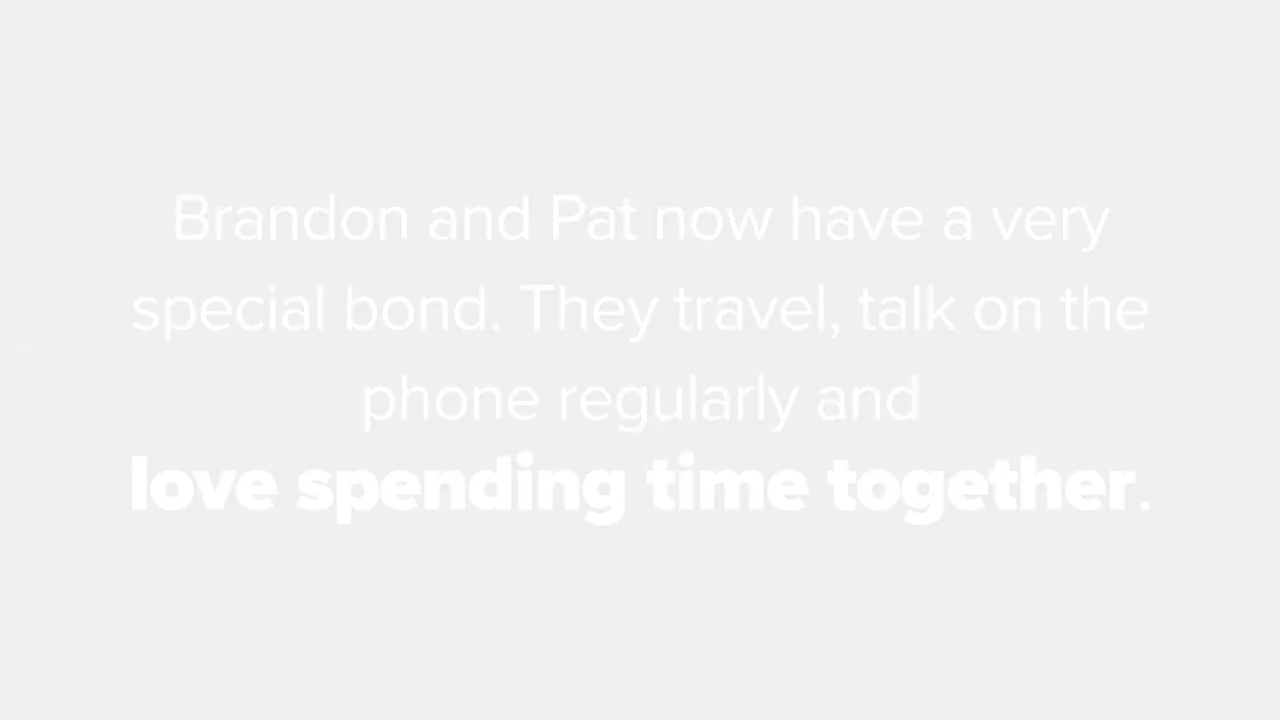 Brandon and Pat now have a very
special bond. They travel, talk on the
phone regularly and
love spending time together.